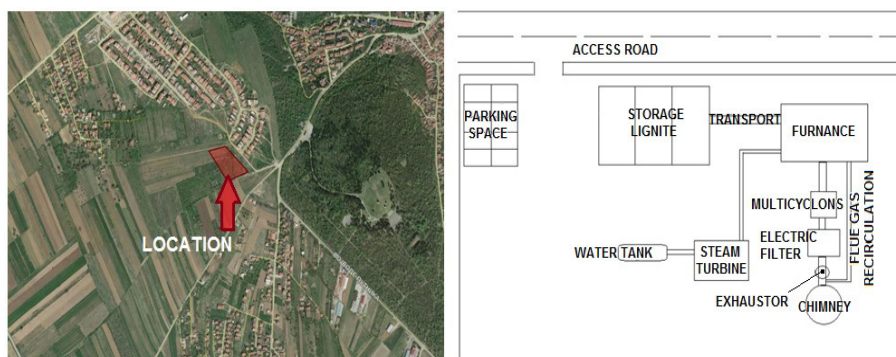 LOCATION
ACCESS ROAD
PARKING
SPACE
STORAGE
LIGNITE
TRANSPORT
FURNANCE
MULTICYCLONS
ELECTRIC
FILTER
FLUE GAS
RECIRCULATION
WATER TANK
STEAM
TURBINE
EXHAUSTOR
CHIMNEY